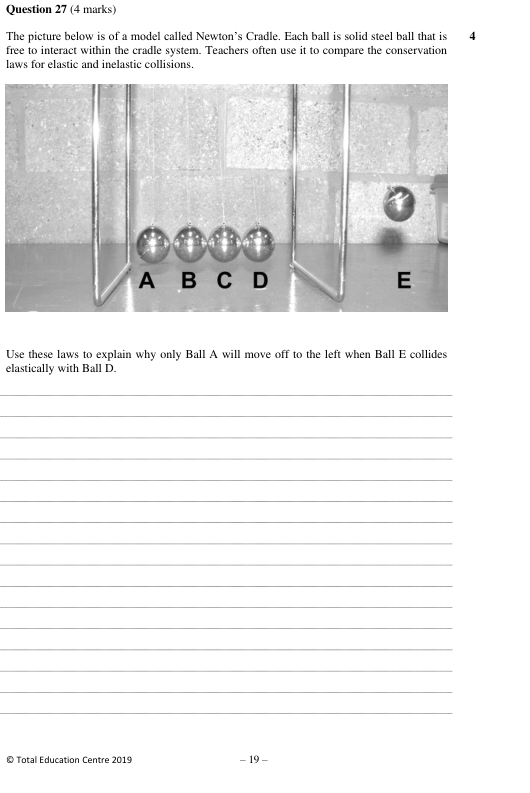 Question 27 (4 marks)
The picture below is of a model called Newton's Cradle. Each ball is solid steel ball that is 4
free to interact within the cradle system. Teachers often use it to compare the conservation
laws for elastic and inelastic collisions.
A B C D E
Use these laws to explain why only Ball A will move off to the left when Ball E collides
elastically with Ball D.
© Total Education Centre 2019 – 19 –